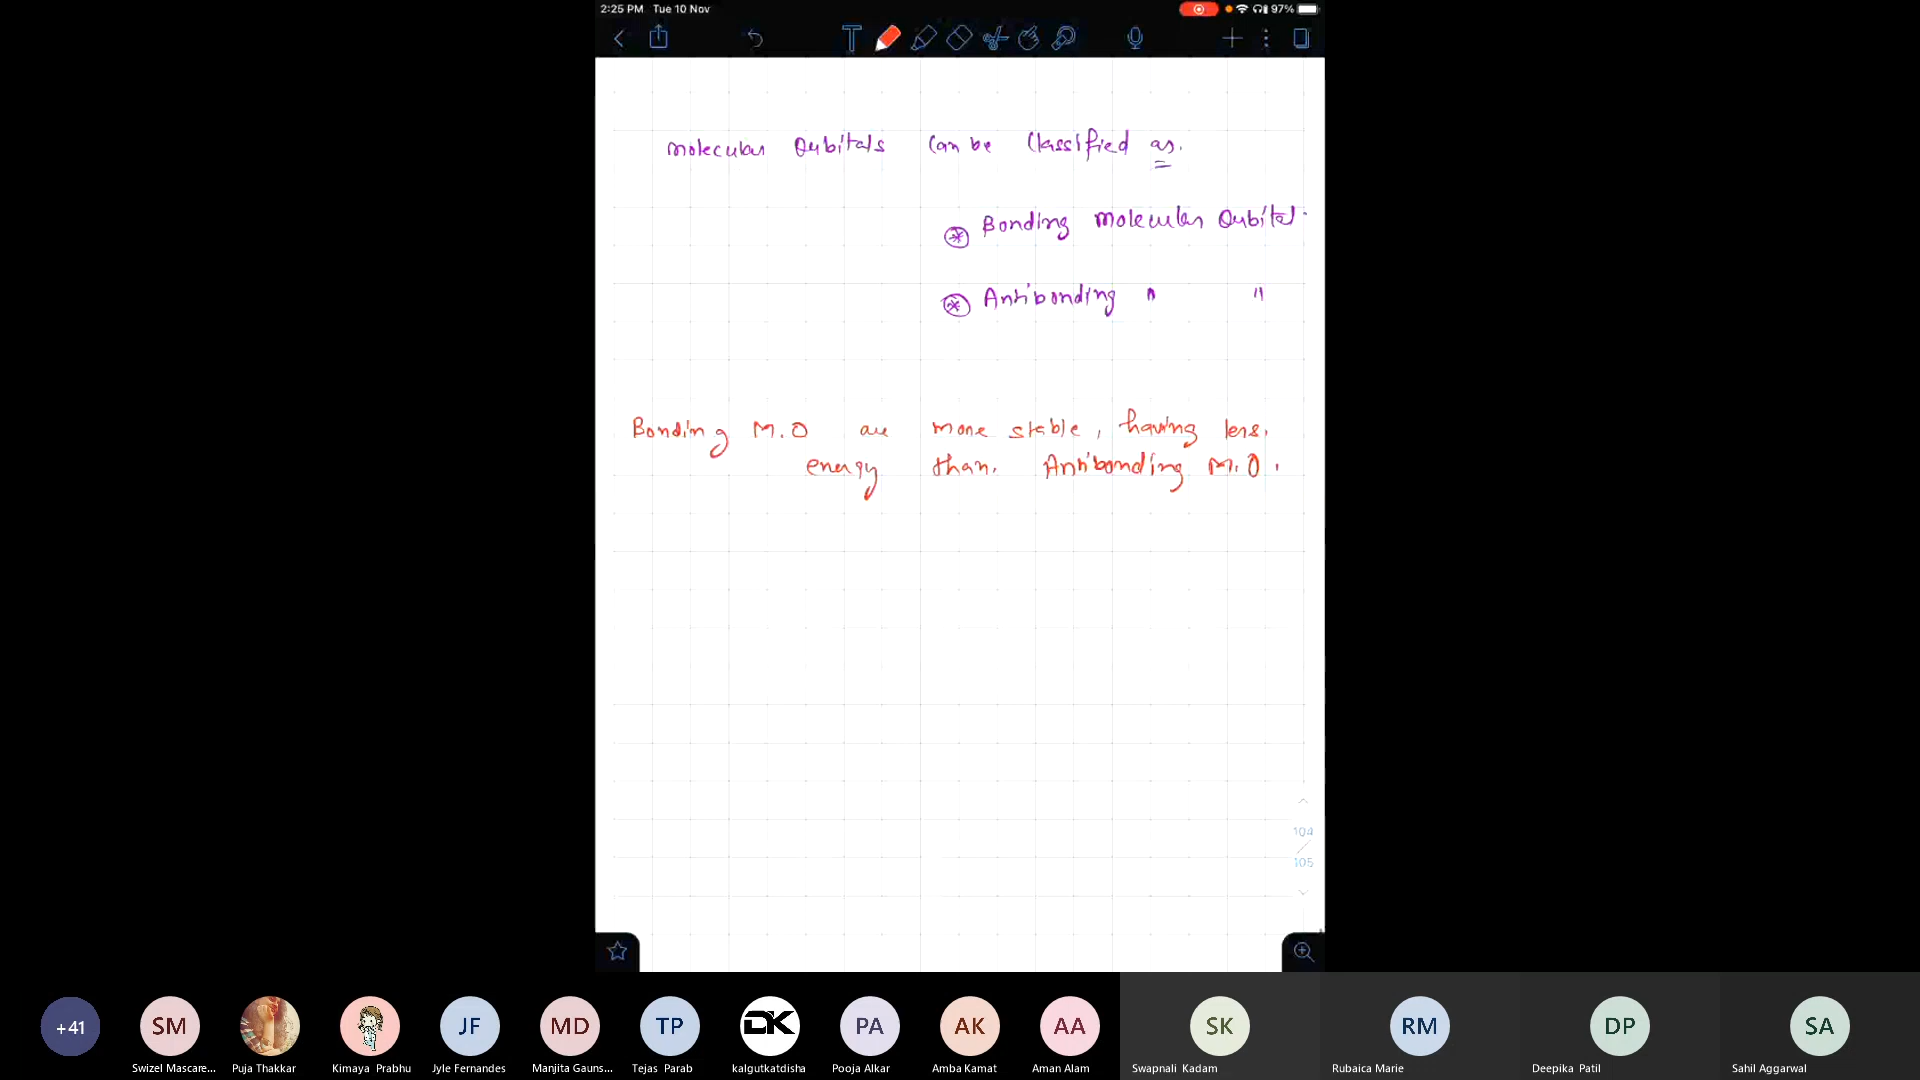 2:25 PM Tue 10 Nov
97%
T
Molecular Orbitals can be classified as.
Bonding Molecular Orbital.
Antibonding " "
Bonding M.O are more stable, having less.
energy than. Antibonding M.O.
104
/
105
+41 SM JF MD TP DK PA AK AA SK RM DP SA
Swizel Mascare... Puja Thakkar Kimaya Prabhu Jyle Fernandes Manjita Gauns... Tejas Parab kalgutkatdisha Pooja Alkar Amba Kamat Aman Alam Swapnali Kadam Rubaica Marie Deepika Patil Sahil Aggarwal